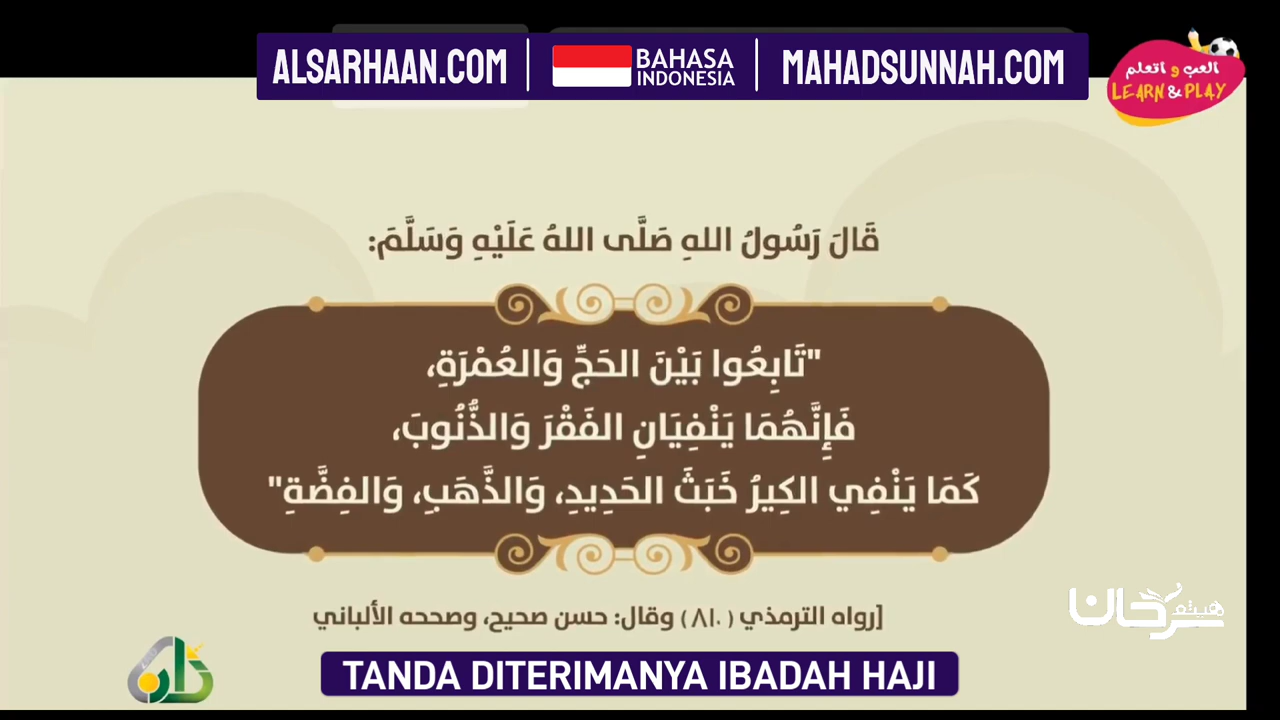 ALSARHAAN.COM
BAHASA
INDONESIA
MAHADSUNNAH.COM
العب و اتعلم
LEARN & PLAY
قَالَ رَسُولُ اللهِ صَلَّى اللهُ عَلَيْهِ وَسَلَّمَ:
"تَابِعُوا بَيْنَ الحَجِّ وَالعُمْرَةِ،
فَإِنَّهُمَا يَنْفِيَانِ الفَقْرَ وَالذُّنُوبَ،
كَمَا يَنْفِي الكِيرُ خَبَثَ الحَدِيدِ، وَالذَّهَبِ، وَالفِضَّةِ"
[رواه الترمذي (٨١٠) وقال: حسن صحيح، وصححه الألباني
هيثم سرحان
TANDA DITERIMANYA IBADAH HAJI